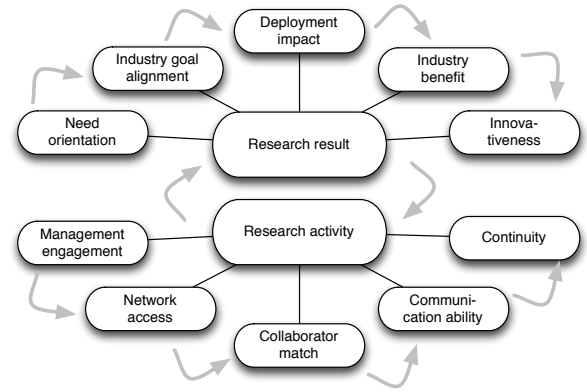 Deployment
impact
Industry goal
alignment
Industry
benefit
Need
orientation
Research result
Innova-
tiveness
Management
engagement
Research activity
Continuity
Network
access
Communi-
cation ability
Collaborator
match